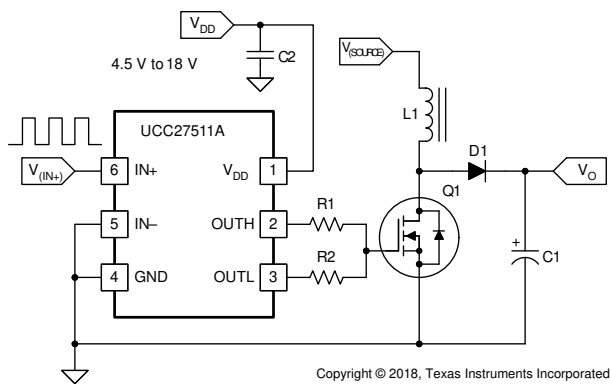 VDD
4.5 V to 18 V
C2
V(SOURCE)
L1
UCC27511A
D1
VO
V(IN+)
6 IN+
VDD 1
Q1
R1
5 IN–
OUTH 2
R2
4 GND
OUTL 3
+
C1
Copyright © 2018, Texas Instruments Incorporated